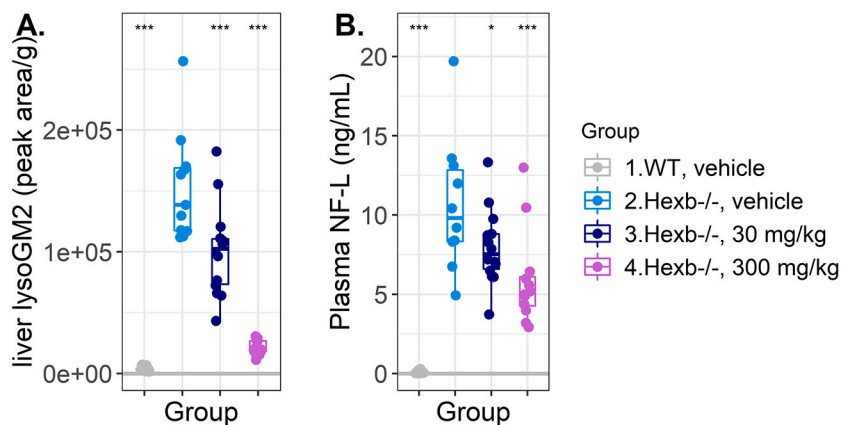 A.
B.
*** *** ***
*** * ***
liver lysoGM2 (peak area/g)
2e+05
1e+05
0e+00
Group
Plasma NF-L (ng/mL)
20
15
10
5
0
Group
Group
1.WT, vehicle
2.Hexb-/-, vehicle
3.Hexb-/-, 30 mg/kg
4.Hexb-/-, 300 mg/kg